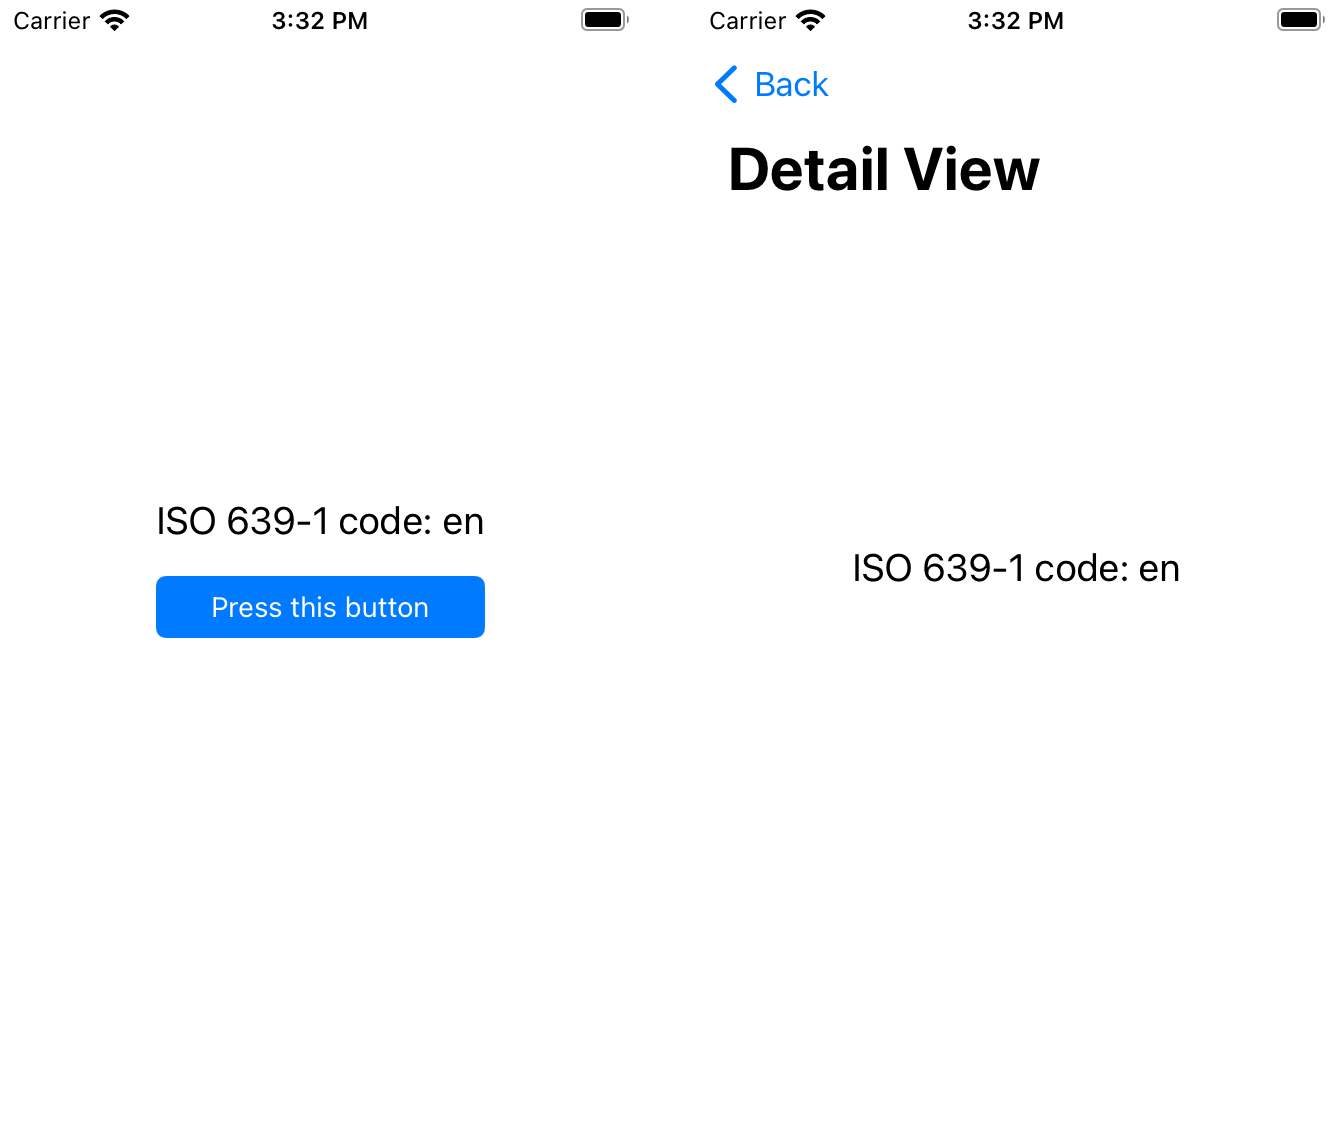 Carrier 3:32 PM
ISO 639-1 code: en
Press this button
Carrier 3:32 PM
Back
Detail View
ISO 639-1 code: en